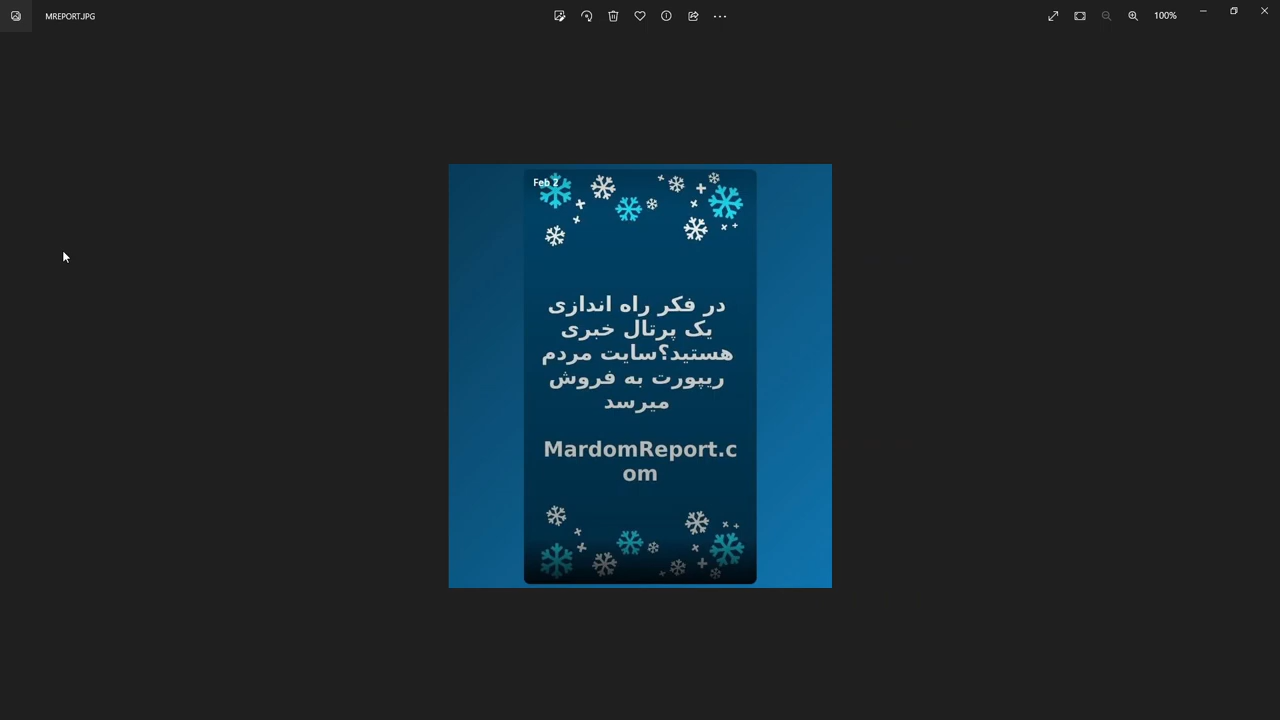 MREPORT.JPG
100%
Feb 2
در فکر راه اندازی
یک پرتال خبری
هستید؟سایت مردم
ریپورت به فروش
میرسد
MardomReport.c
om